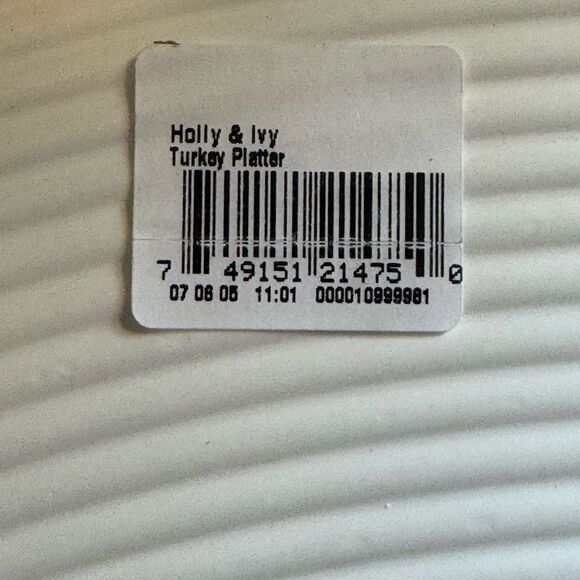 Holly & Ivy
Turkey Platter
7 49151 21475 0
07 06 05 11:01 000010999981